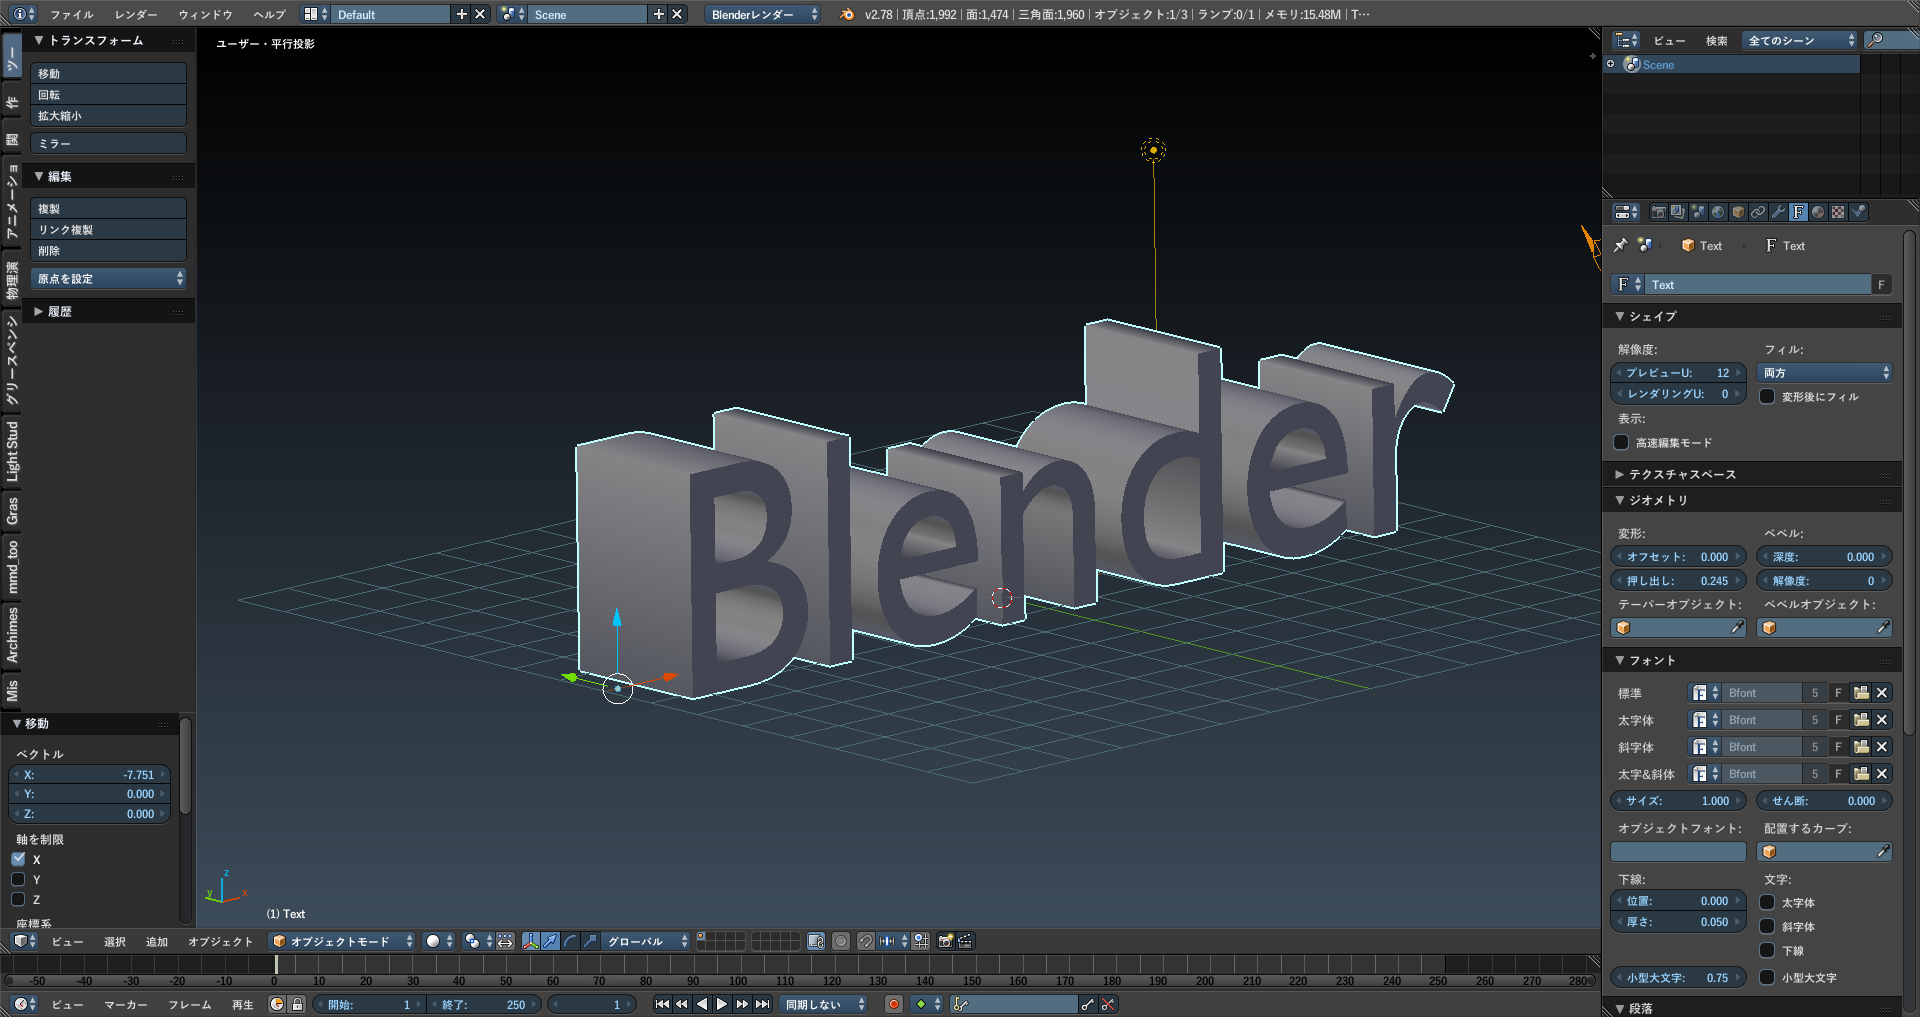 ファイル レンダー ウィンドウ ヘルプ Default Scene Blenderレンダー v2.78 | 頂点:1,992 | 面:1,474 | 三角面:1,960 | オブジェクト:1/3 | ランプ:0/1 | メモリ:15.48M | T…
ツー
作
関
アニメーショ
物理演
グリースペンシ
Light Stud
Gras
mmd_too
Archimes
Mis
トランスフォーム
移動
回転
拡大縮小
ミラー
編集
複製
リンク複製
削除
原点を設定
履歴
移動
ベクトル
X: -7.751
Y: 0.000
Z: 0.000
軸を制限
X
Y
Z
座標系
ユーザー・平行投影
Blender
z
y x
(1) Text
ビュー 選択 追加 オブジェクト オブジェクトモード グローバル
-50 -40 -30 -20 -10 0 10 20 30 40 50 60 70 80 90 100 110 120 130 140 150 160 170 180 190 200 210 220 230 240 250 260 270 280
ビュー マーカー フレーム 再生 開始: 1 終了: 250 1 同期しない
ビュー 検索 全てのシーン
Scene
Text F Text
F Text F
シェイプ
解像度: フィル:
プレビューU: 12 両方
レンダリングU: 0 変形後にフィル
表示:
高速編集モード
テクスチャスペース
ジオメトリ
変形: ベベル:
オフセット: 0.000 深度: 0.000
押し出し: 0.245 解像度: 0
テーパーオブジェクト: ベベルオブジェクト:
フォント
標準 F Bfont 5 F
太字体 F Bfont 5 F
斜字体 F Bfont 5 F
太字&斜体 F Bfont 5 F
サイズ: 1.000 せん断: 0.000
オブジェクトフォント: 配置するカーブ:
下線: 文字:
位置: 0.000 太字体
厚さ: 0.050 斜字体
下線
小型大文字: 0.75 小型大文字
段落